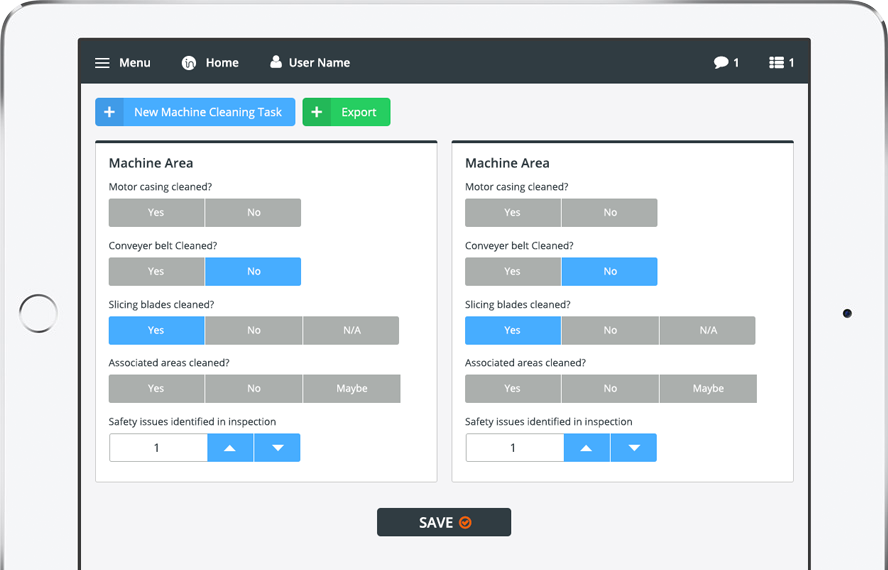 Menu in Home User Name 1 1
+ New Machine Cleaning Task + Export
Machine Area
Motor casing cleaned?
Yes No
Conveyer belt Cleaned?
Yes No
Slicing blades cleaned?
Yes No N/A
Associated areas cleaned?
Yes No Maybe
Safety issues identified in inspection
1
Machine Area
Motor casing cleaned?
Yes No
Conveyer belt Cleaned?
Yes No
Slicing blades cleaned?
Yes No N/A
Associated areas cleaned?
Yes No Maybe
Safety issues identified in inspection
1
SAVE